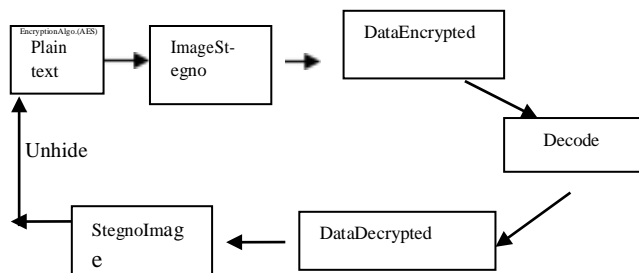 EncryptionAlgo.(AES)
Plain
text
ImageSt-
egno
DataEncrypted
Decode
Unhide
StegnoImag
e
DataDecrypted